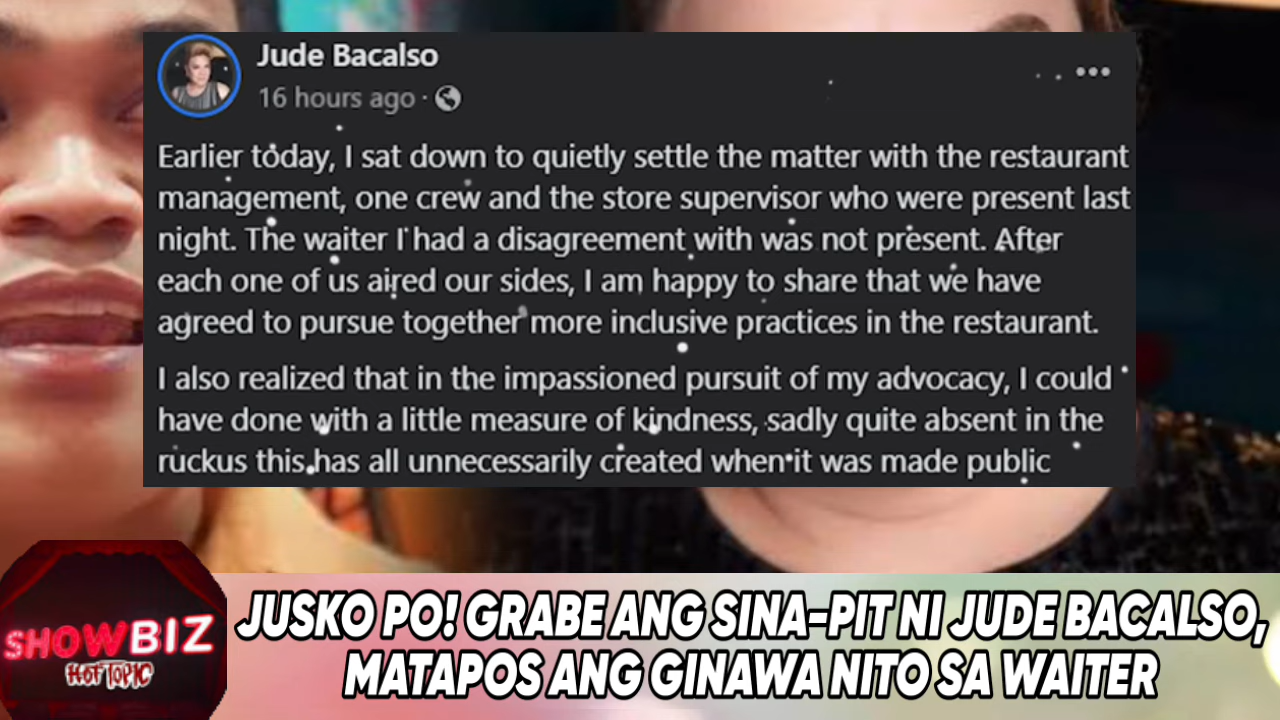 Jude Bacalso
16 hours ago ·
Earlier today, I sat down to quietly settle the matter with the restaurant
management, one crew and the store supervisor who were present last
night. The waiter I had a disagreement with was not present. After
each one of us aired our sides, I am happy to share that we have
agreed to pursue together more inclusive practices in the restaurant.
I also realized that in the impassioned pursuit of my advocacy, I could
have done with a little measure of kindness, sadly quite absent in the
ruckus this has all unnecessarily created when it was made public
SHOWBIZ
HOT TOPIC
JUSKO PO! GRABE ANG SINA-PIT NI JUDE BACALSO,
MATAPOS ANG GINAWA NITO SA WAITER